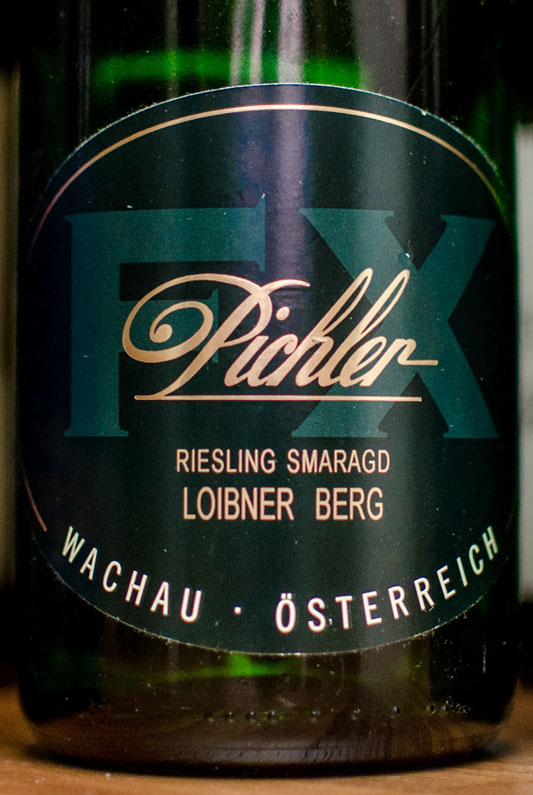 FX
Pichler
RIESLING SMARAGD
LOIBNER BERG
WACHAU · ÖSTERREICH